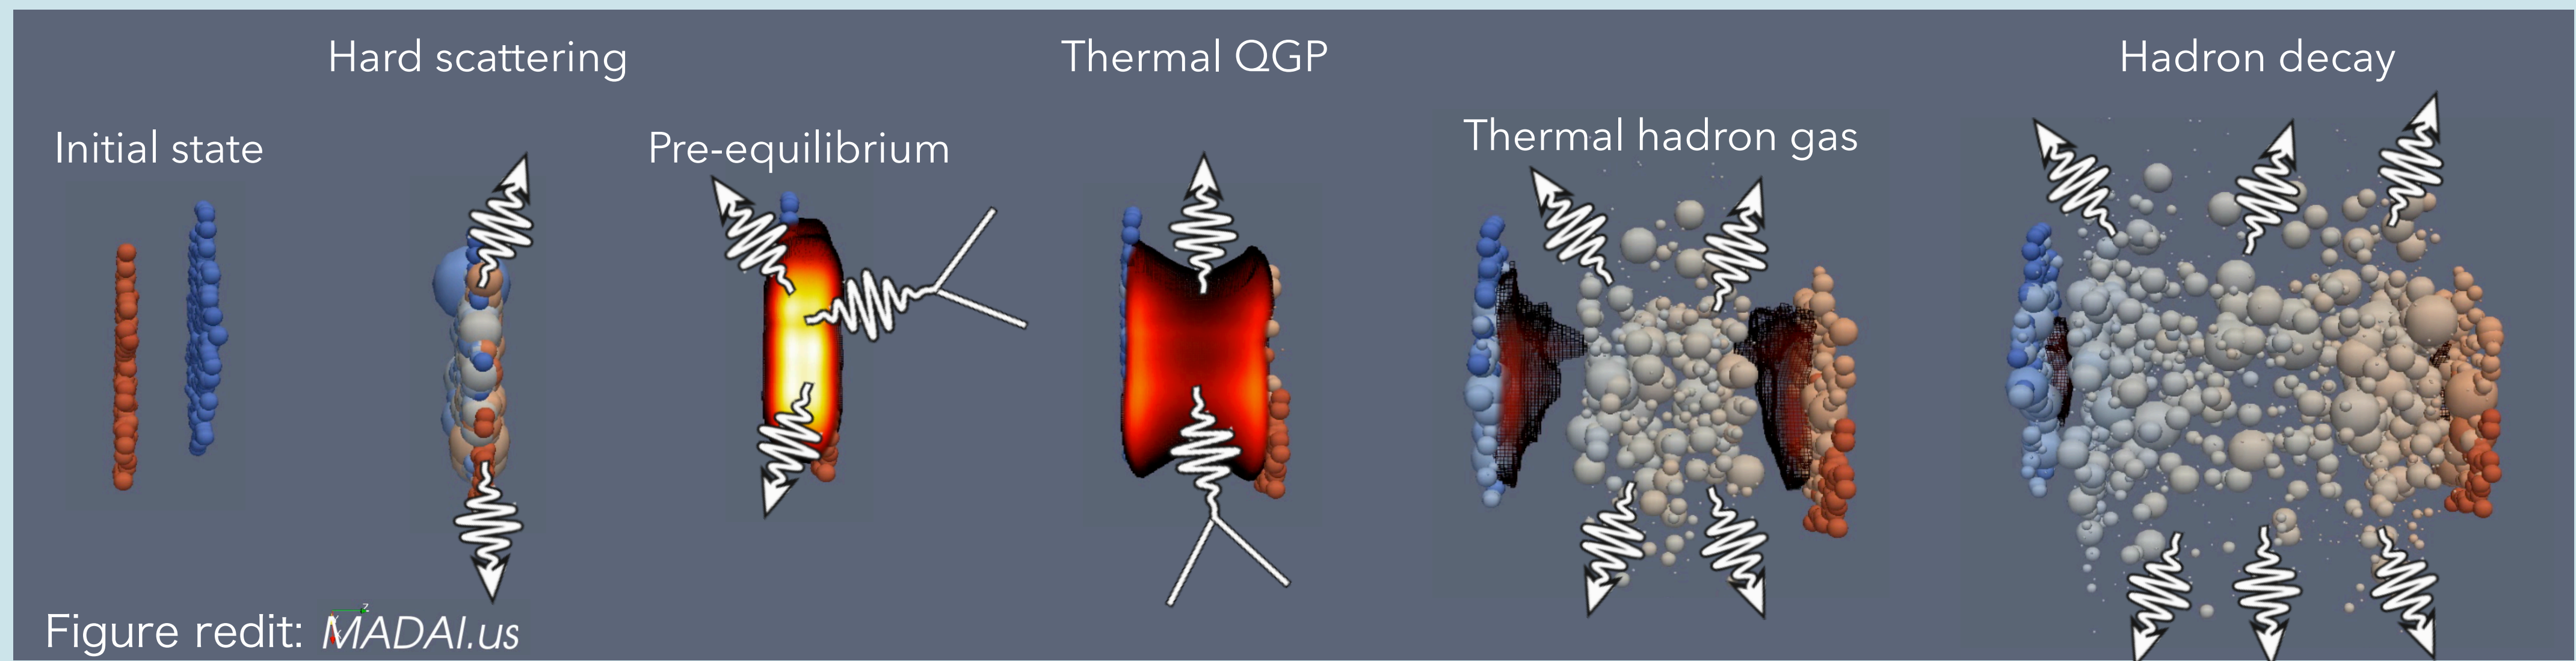 Initial state
Hard scattering
Pre-equilibrium
Thermal QGP
Thermal hadron gas
Hadron decay
Figure redit: MADAI.us
z